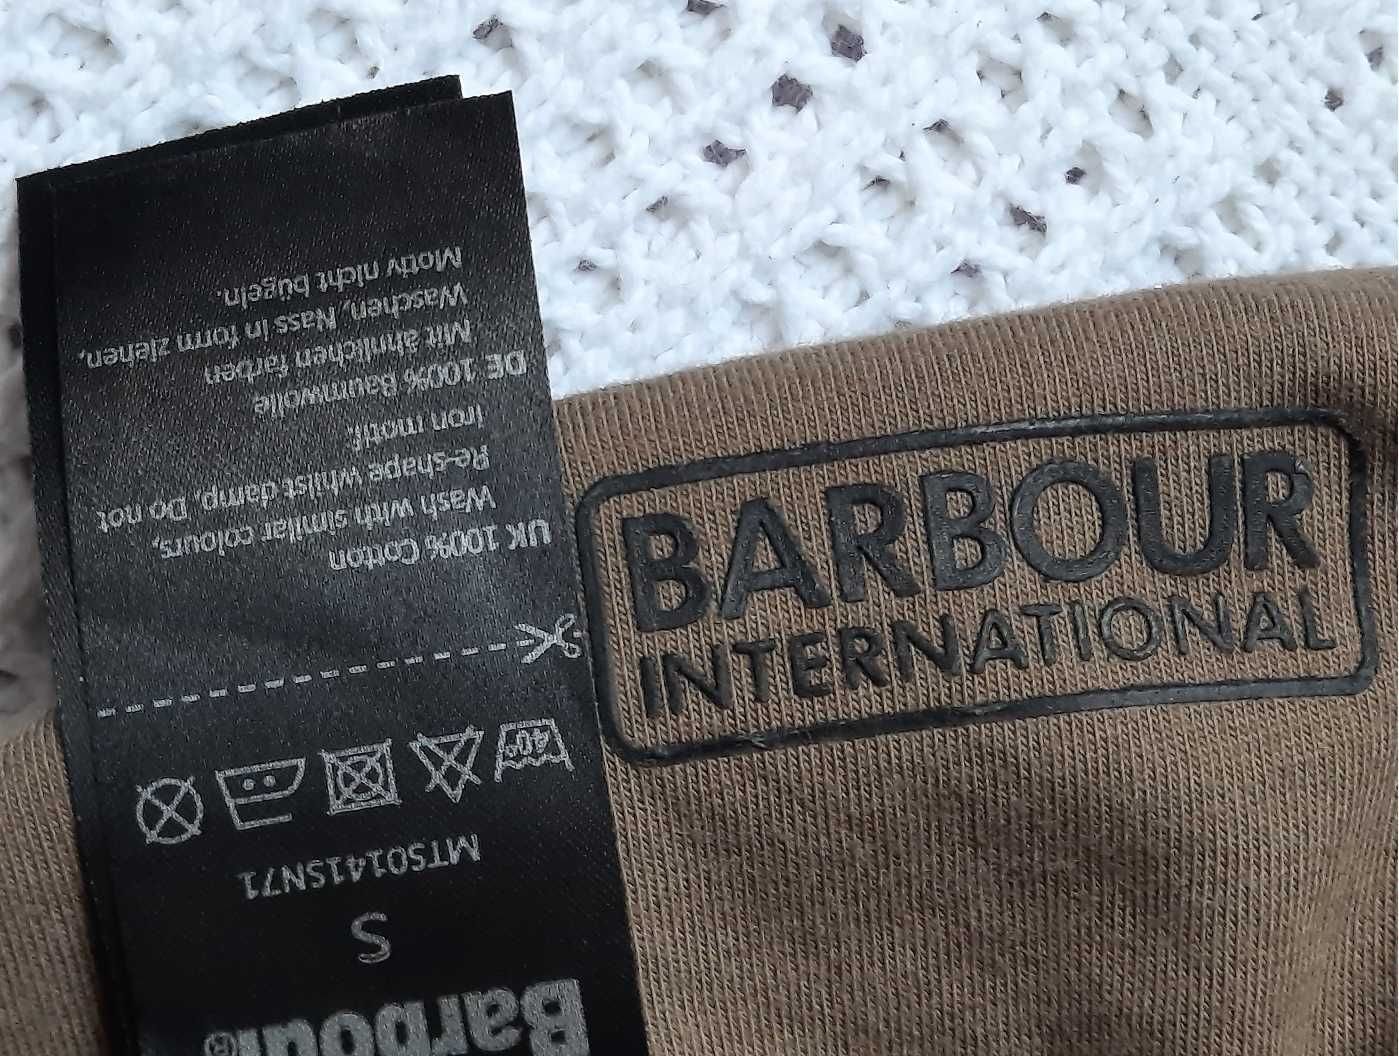 BARBOUR
INTERNATIONAL
Barbour®
S
MTS0141SN71
40°
UK 100% Cotton
Wash with similar colours,
Re-shape whilst damp, Do not
iron motif.
DE 100% Baumwolle
Mit ähnlichen farben
Waschen, Nass in form ziehen,
Motiv nicht bügeln.